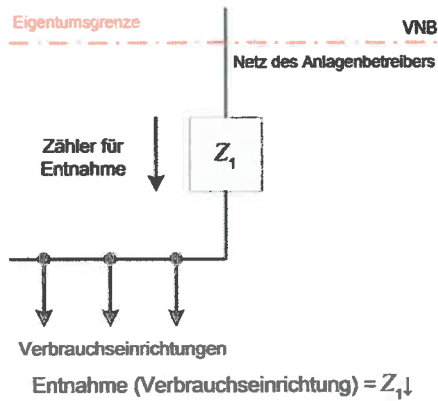 Eigentumsgrenze
VNB
Netz des Anlagenbetreibers
Zähler für
Entnahme
Z₁
Verbrauchseinrichtungen
Entnahme (Verbrauchseinrichtung) = Z₁↓